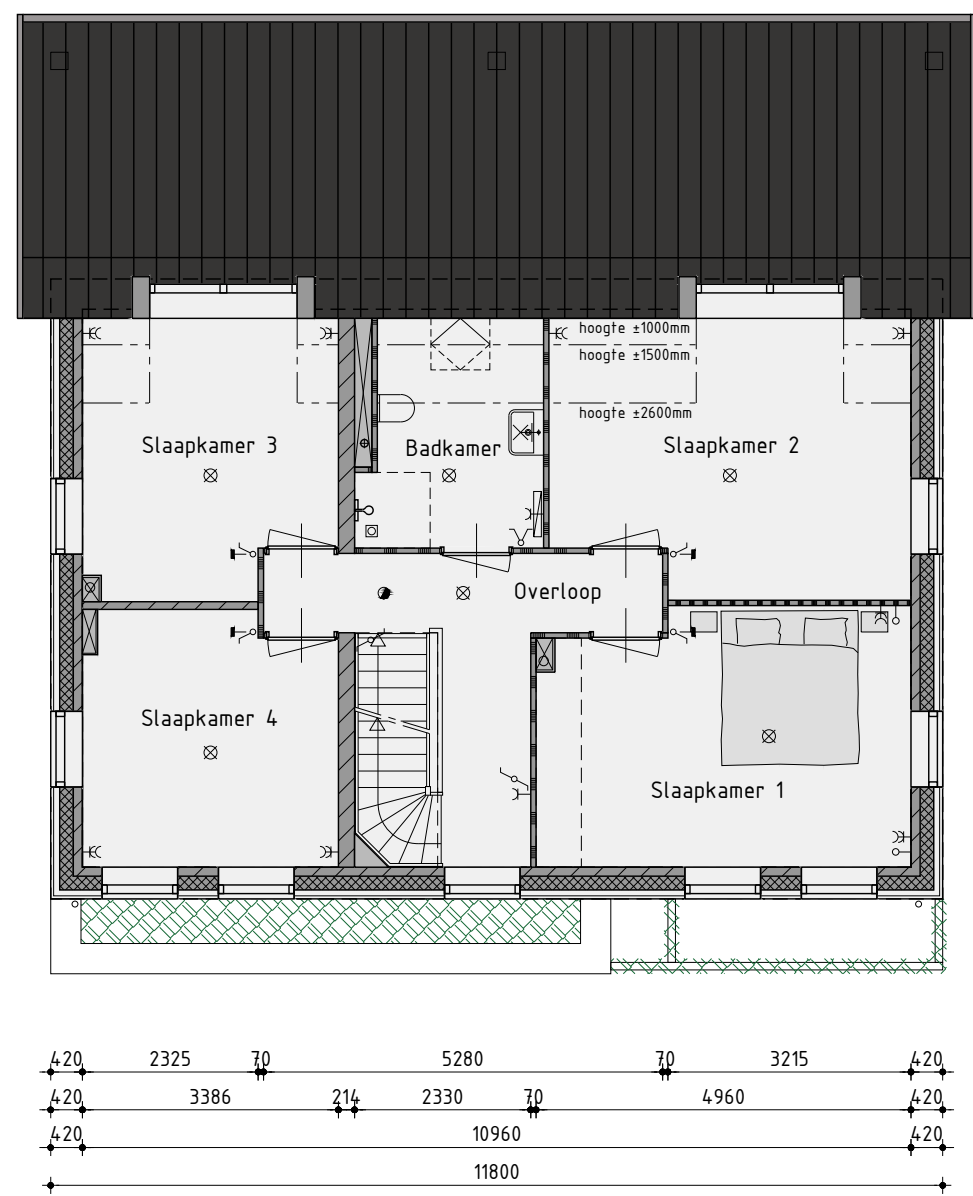 hoogte ±1000mm
hoogte ±1500mm
hoogte ±2600mm
Slaapkamer 3
Badkamer
Slaapkamer 2
Overloop
Slaapkamer 4
Slaapkamer 1
420 2325 70 5280 70 3215 420
420 3386 214 2330 70 4960 420
420 10960 420
11800